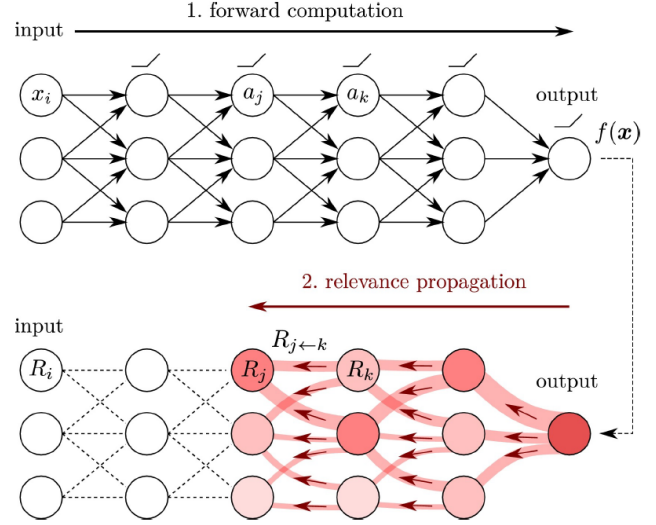 1. forward computation
input
x_i
a_j
a_k
output
f(x)
2. relevance propagation
input
R_{j←k}
R_i
R_j
R_k
output